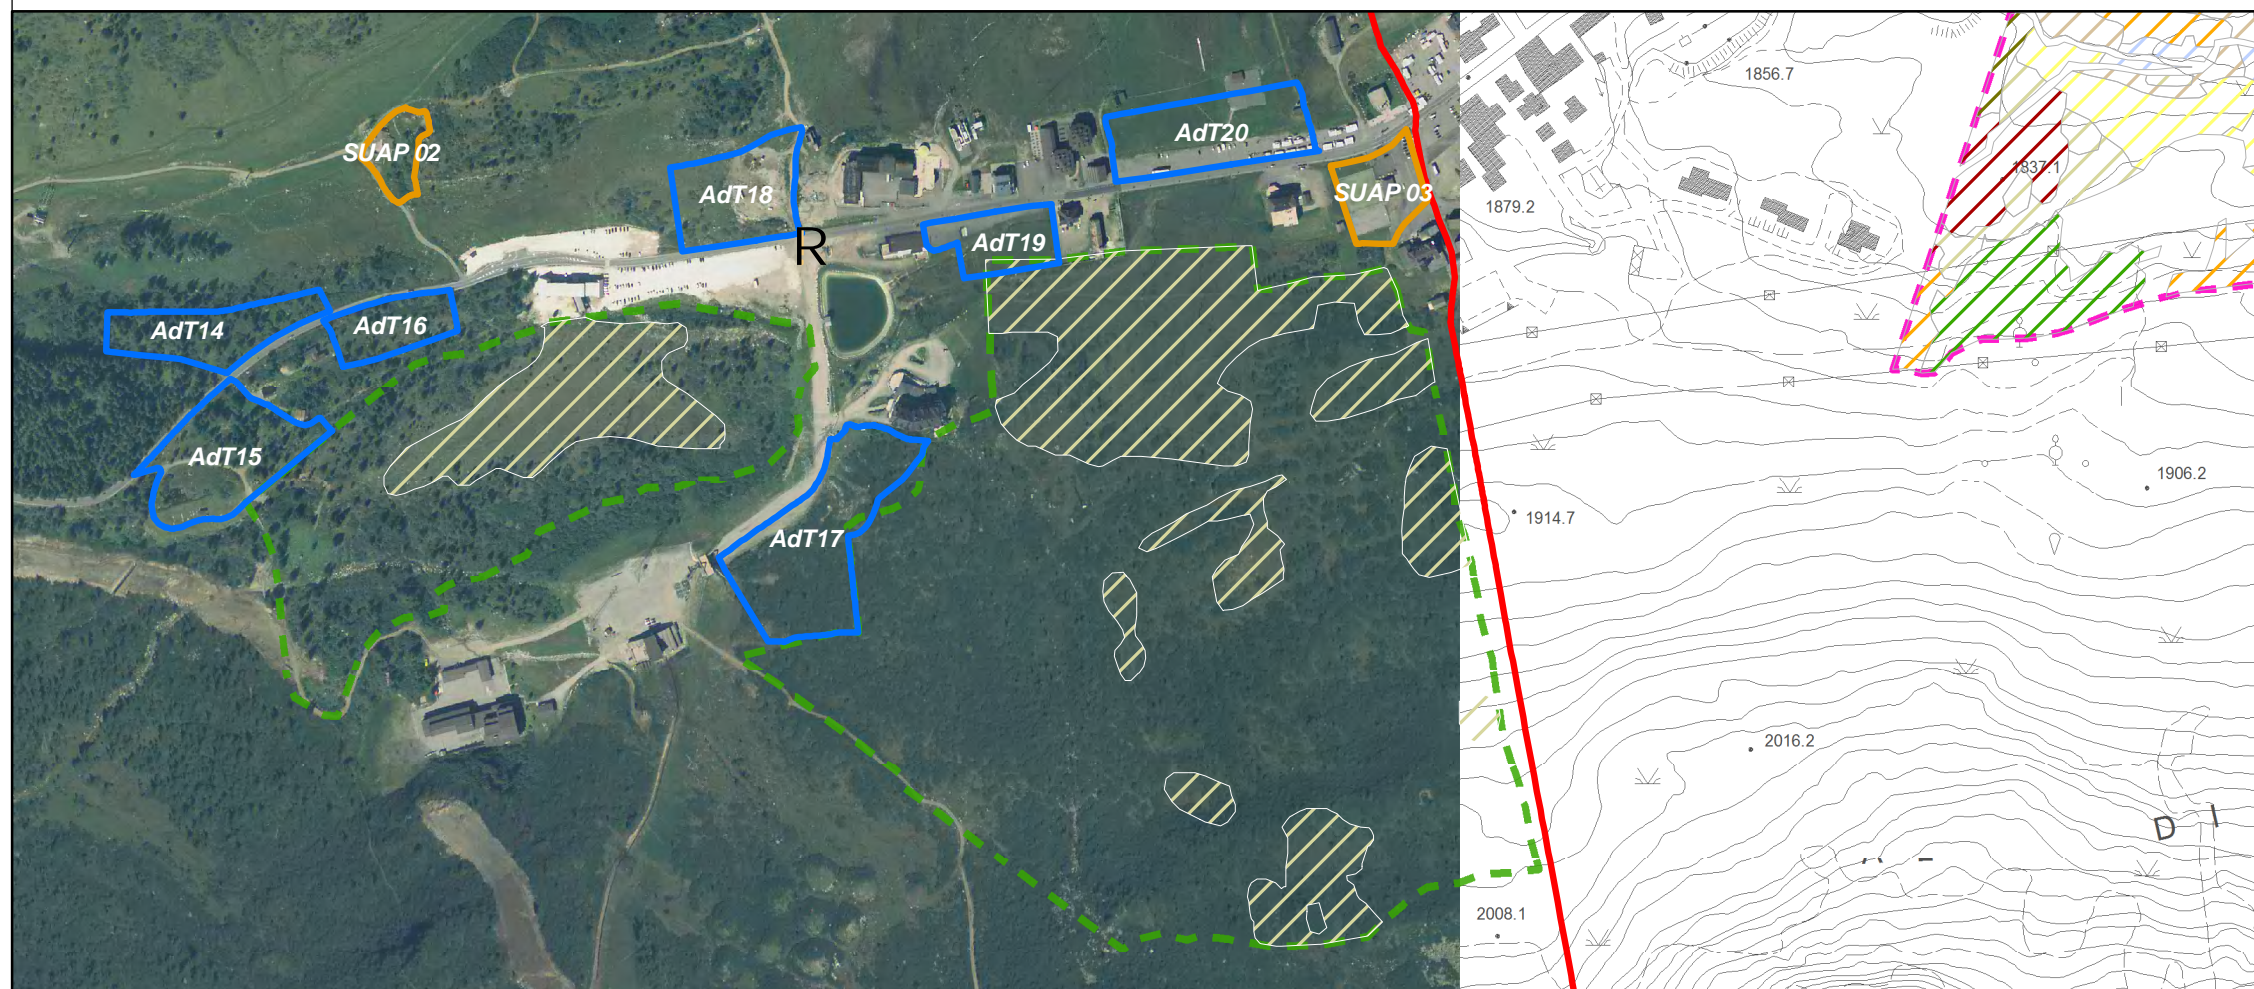 1856.7
AdT20
SUAP 02
1837.1
AdT18
SUAP 03
1879.2
AdT19
R
AdT14
AdT16
AdT15
1906.2
1914.7
AdT17
2016.2
D I
2008.1